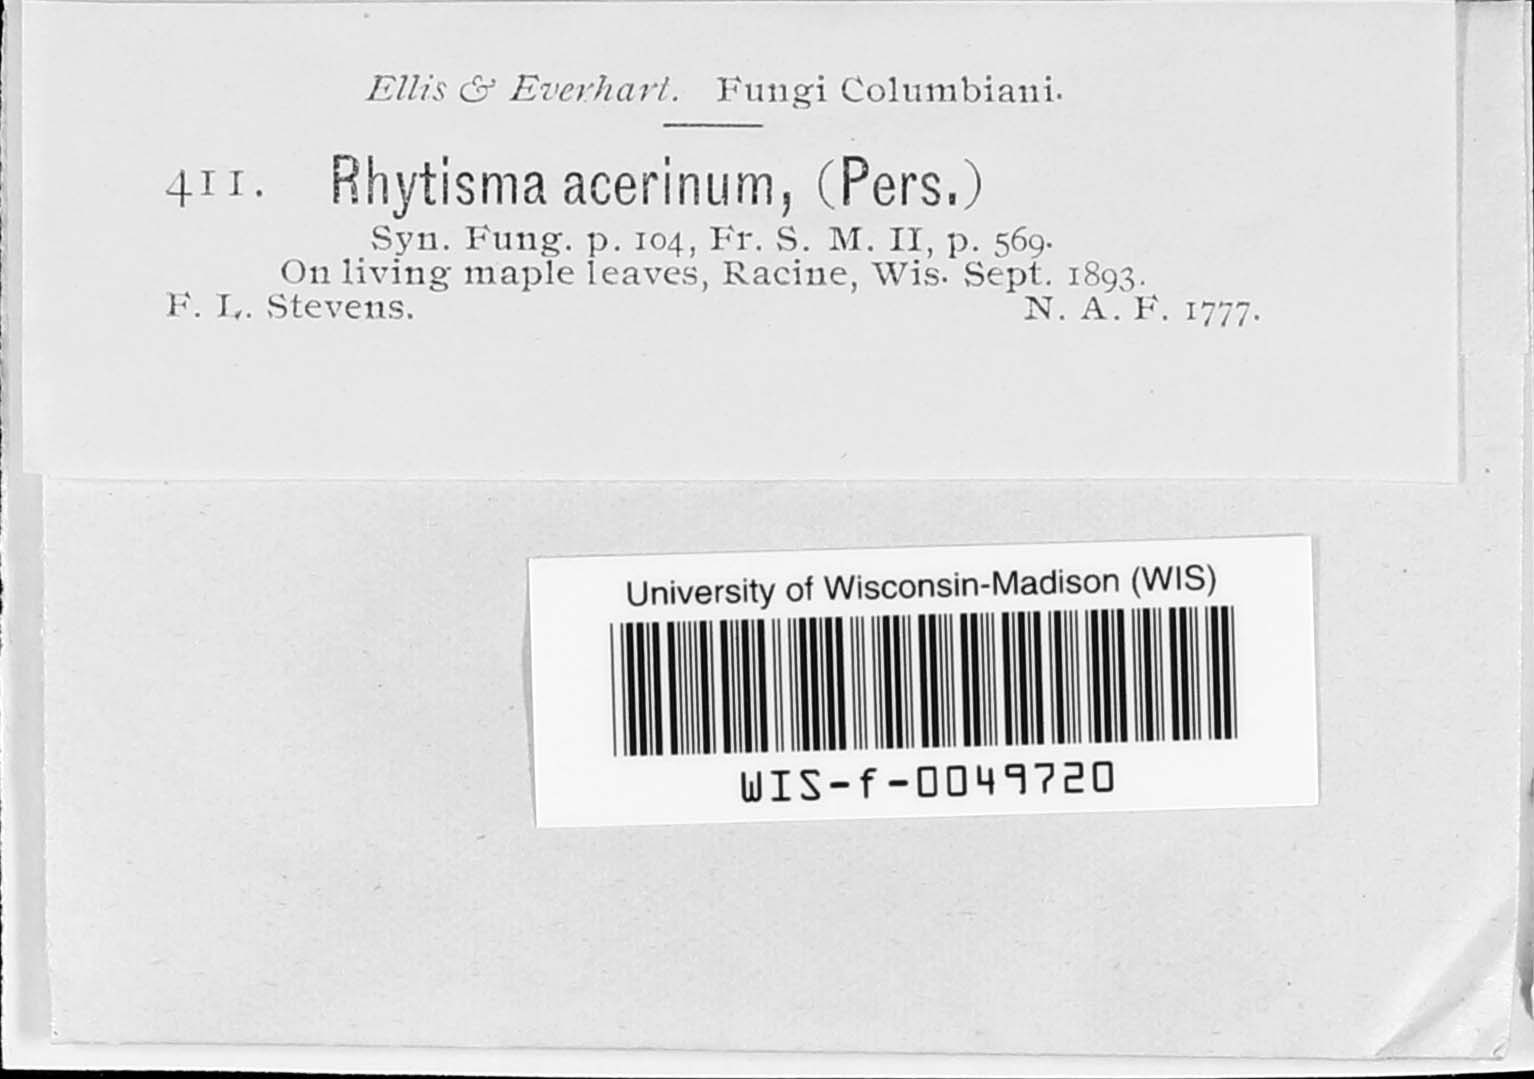 Ellis & Everhart. Fungi Columbiani.
411. Rhytisma acerinum, (Pers.)
Syn. Fung. p. 104, Fr. S. M. II, p. 569.
On living maple leaves, Racine, Wis. Sept. 1893.
F. L. Stevens. N. A. F. 1777.
University of Wisconsin-Madison (WIS)
WIS-f-0049720